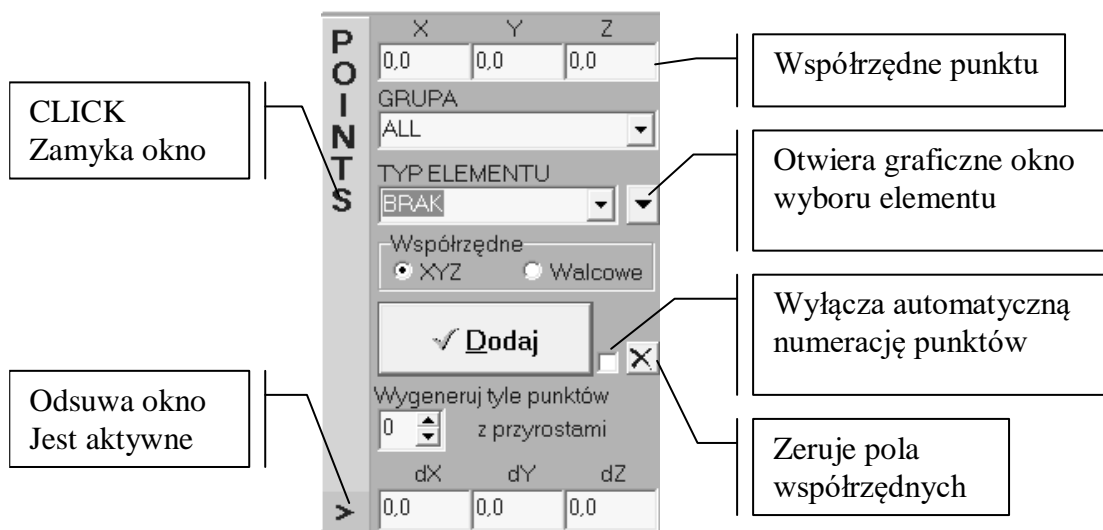 POINTS
X Y Z
0,0 0,0 0,0
GRUPA
ALL
TYP ELEMENTU
BRAK
Współrzędne
XYZ Walcowe
Dodaj
Wygeneruj tyle punktów
0 z przyrostami
dX dY dZ
> 0,0 0,0 0,0
CLICK
Zamyka okno
Odsuwa okno
Jest aktywne
Współrzędne punktu
Otwiera graficzne okno
wyboru elementu
Wyłącza automatyczną
numerację punktów
Zeruje pola
współrzędnych